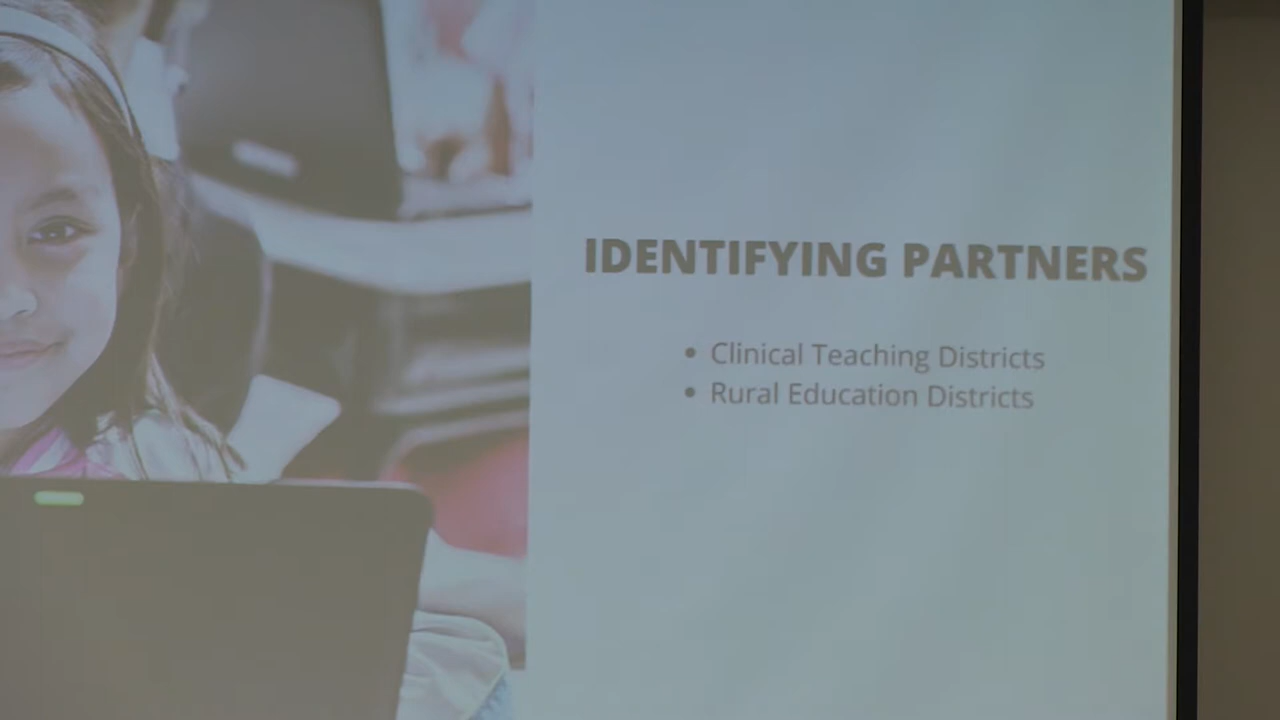 IDENTIFYING PARTNERS
• Clinical Teaching Districts
• Rural Education Districts